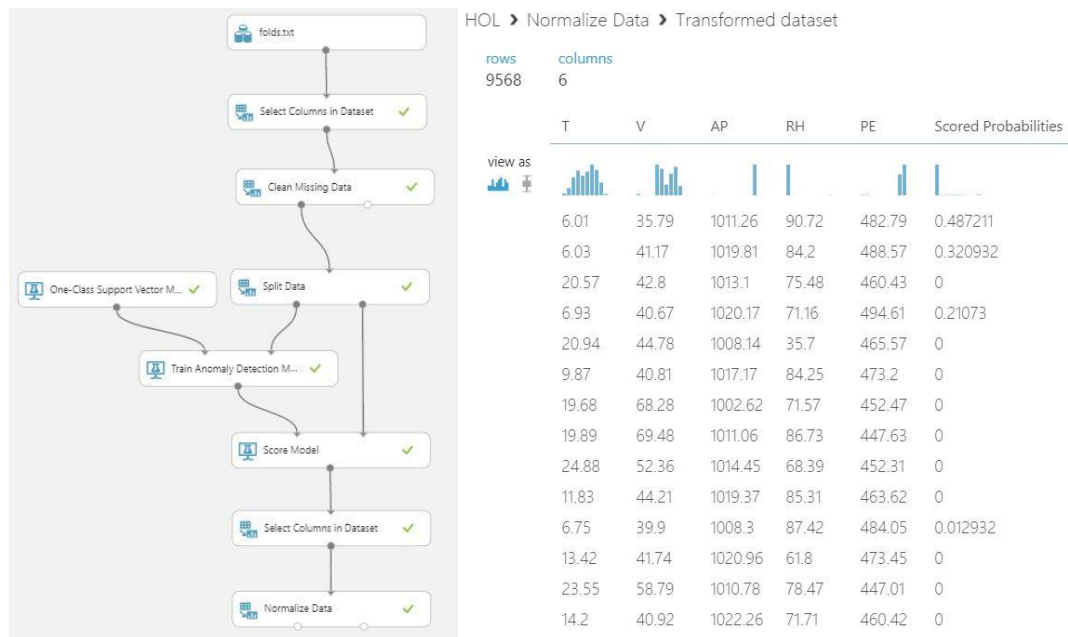 folds.txt
Select Columns in Dataset
Clean Missing Data
One-Class Support Vector M...
Split Data
Train Anomaly Detection M...
Score Model
Select Columns in Dataset
Normalize Data
HOL › Normalize Data › Transformed dataset
rows columns
9568 6
T V AP RH PE Scored Probabilities
view as
6.01 35.79 1011.26 90.72 482.79 0.487211
6.03 41.17 1019.81 84.2 488.57 0.320932
20.57 42.8 1013.1 75.48 460.43 0
6.93 40.67 1020.17 71.16 494.61 0.21073
20.94 44.78 1008.14 35.7 465.57 0
9.87 40.81 1017.17 84.25 473.2 0
19.68 68.28 1002.62 71.57 452.47 0
19.89 69.48 1011.06 86.73 447.63 0
24.88 52.36 1014.45 68.39 452.31 0
11.83 44.21 1019.37 85.31 463.62 0
6.75 39.9 1008.3 87.42 484.05 0.012932
13.42 41.74 1020.96 61.8 473.45 0
23.55 58.79 1010.78 78.47 447.01 0
14.2 40.92 1022.26 71.71 460.42 0